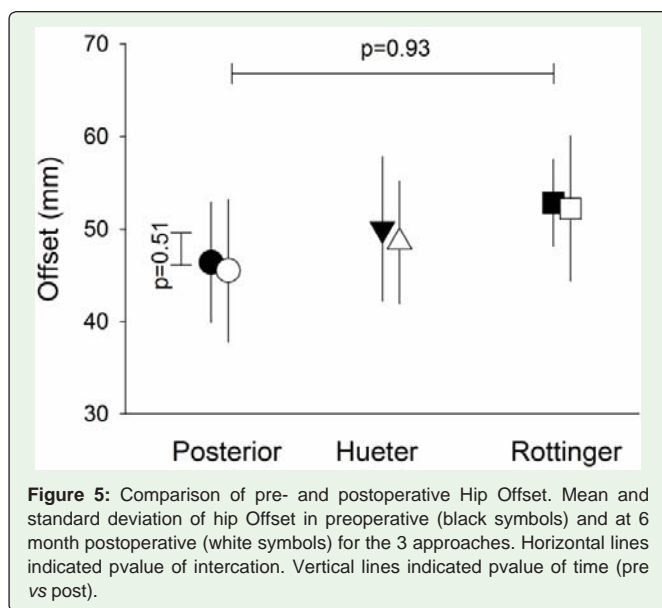 70
60
50
40
30
Offset (mm)
p=0.93
p=0.51
Posterior Hueter Rottinger
Figure 5: Comparison of pre- and postoperative Hip Offset. Mean and
standard deviation of hip Offset in preoperative (black symbols) and at 6
month postoperative (white symbols) for the 3 approaches. Horizontal lines
indicated pvalue of intercation. Vertical lines indicated pvalue of time (pre
vs post).